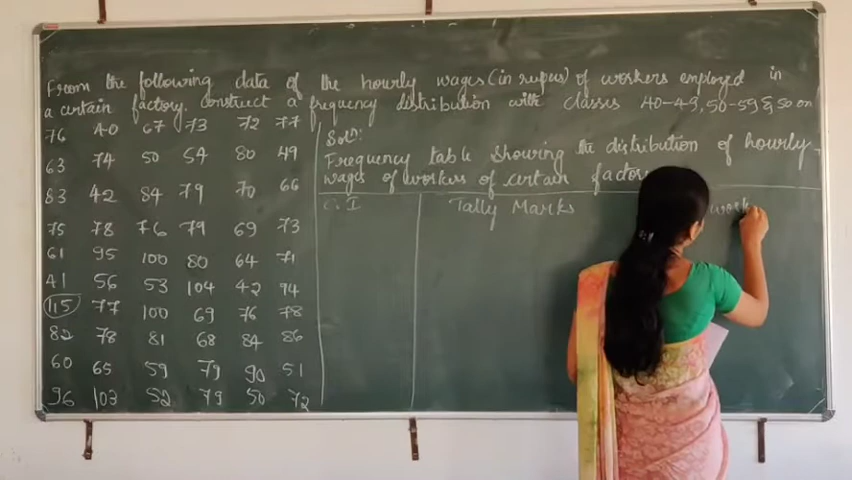 From the following data of the hourly wages (in rupees) of workers employed in
a certain factory. construct a frequency distribution with classes 40-49, 50-59 & so on
76 40 67 73 72 77
63 74 50 54 80 49
83 42 84 79 70 66
75 78 76 79 69 73
61 95 100 80 64 71
41 56 53 104 42 94
115 77 100 69 76 78
82 78 81 68 84 86
60 65 59 79 90 51
96 103 52 79 50 72
Soln:
Frequency table showing the distribution of hourly
wages of workers of certain factory
C.I Tally Marks work